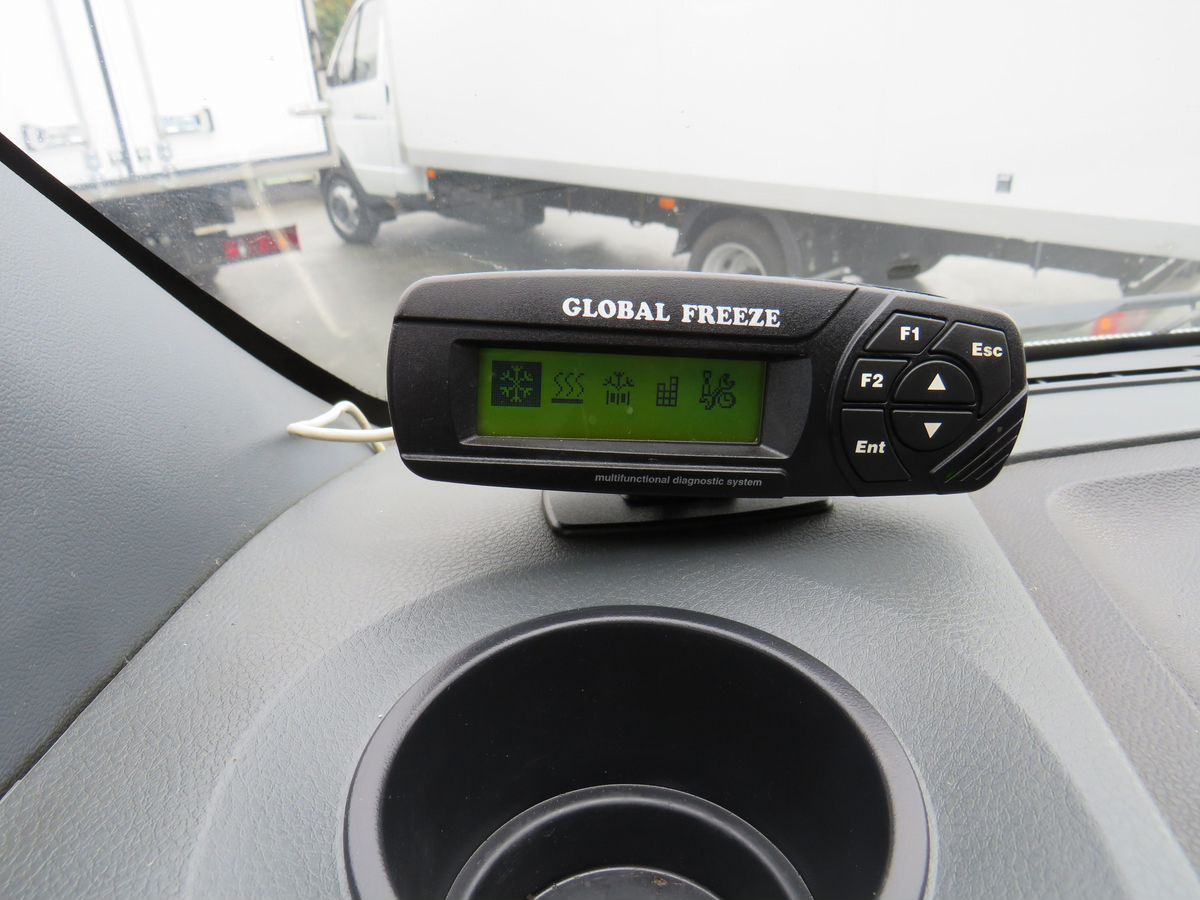 GLOBAL FREEZE
F1
Esc
F2
Ent
multifunctional diagnostic system